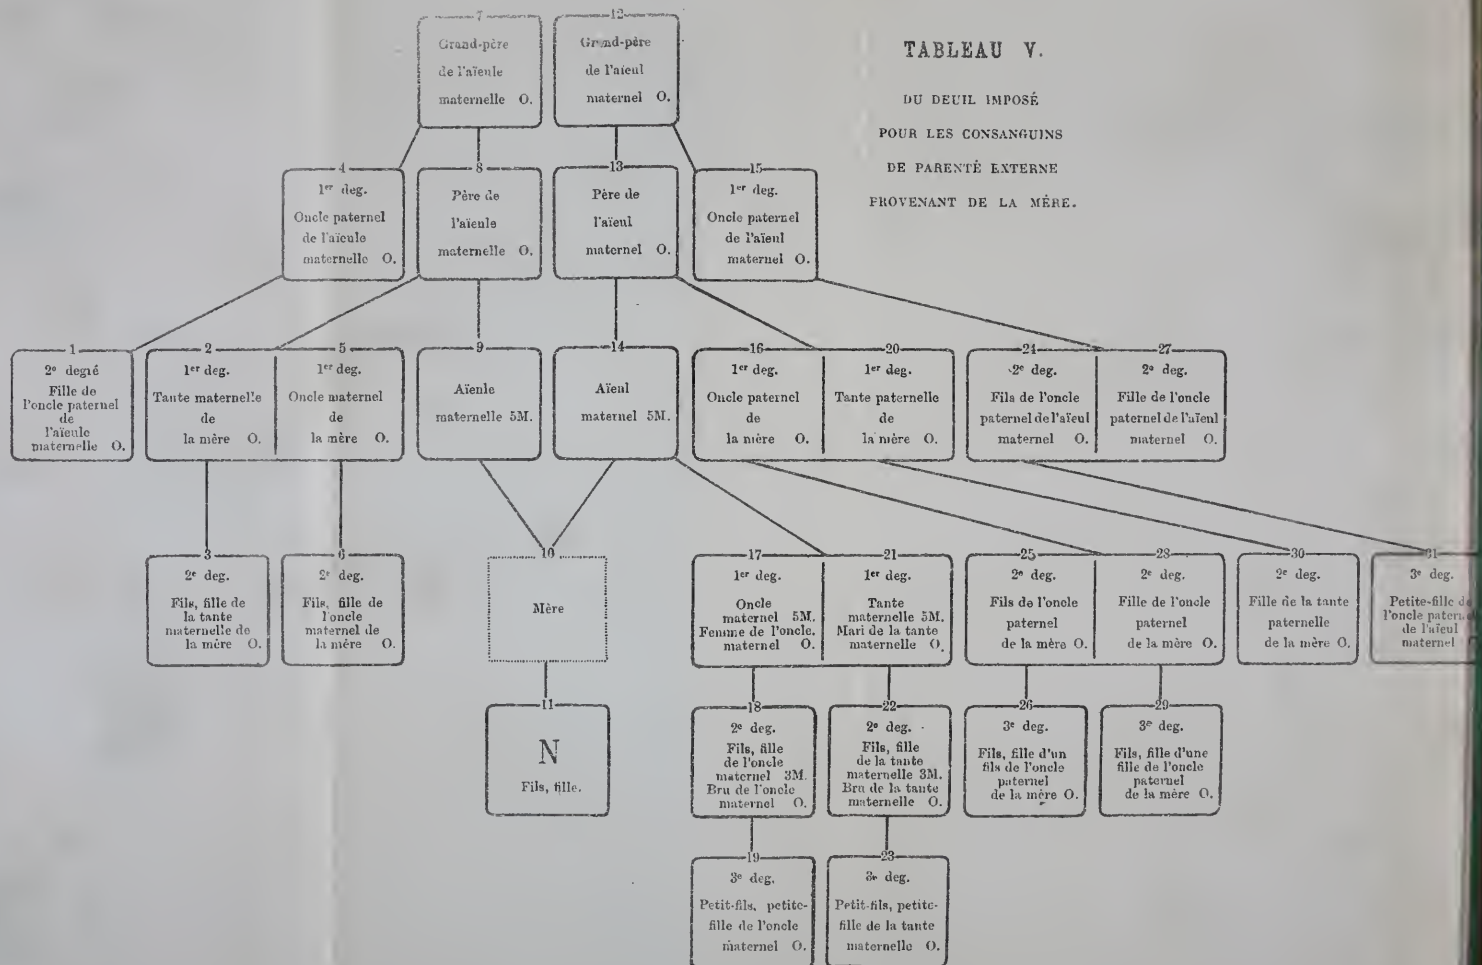 TABLEAU V.
DU DEUIL IMPOSÉ
POUR LES CONSANGUINS
DE PARENTÉ EXTERNE
PROVENANT DE LA MÈRE.
7
Grand-père
de l'aïeule
maternelle O.
12
Grand-père
de l'aïeul
maternel O.
4
1er deg.
Oncle paternel
de l'aïeule
maternelle O.
8
Père de
l'aïeule
maternelle O.
13
Père de
l'aïeul
maternel O.
15
1er deg.
Oncle paternel
de l'aïeul
maternel O.
1
2e degré
Fille de
l'oncle paternel
de
l'aïeule
maternelle O.
2
1er deg.
Tante maternelle
de
la mère O.
5
1er deg.
Oncle maternel
de
la mère O.
9
Aïeule
maternelle 5M.
14
Aïeul
maternel 5M.
16
1er deg.
Oncle paternel
de
la mère O.
20
1er deg.
Tante paternelle
de
la mère O.
24
2e deg.
Fils de l'oncle
paternel de l'aïeul
maternel O.
27
2e deg.
Fille de l'oncle
paternel de l'aïeul
maternel O.
3
2e deg.
Fils, fille de
la tante
maternelle de
la mère O.
6
2e deg.
Fils, fille de
l'oncle
maternel de
la mère O.
10
Mère
17
1er deg.
Oncle
maternel 5M.
Femme de l'oncle.
maternel O.
21
1er deg.
Tante
maternelle 5M.
Mari de la tante
maternelle O.
25
2e deg.
Fils de l'oncle
paternel
de la mère O.
28
2e deg.
Fille de l'oncle
paternel
de la mère O.
30
2e deg.
Fille de la tante
paternelle
de la mère O.
31
3e deg.
Petite-fille de
l'oncle
de l'aïeul
maternel
11
N
Fils, fille.
18
2e deg.
Fils, fille
de l'oncle
maternel 3M.
Bru de l'oncle
maternel O.
22
2e deg.
Fils, fille
de la tante
maternelle 3M.
Bru de la tante
maternelle O.
26
3e deg.
Fils, fille d'un
fils de l'oncle
paternel
de la mère O.
29
3e deg.
Fils, fille d'une
fille de l'oncle
paternel
de la mère O.
19
3e deg.
Petit-fils, petite-
fille de l'oncle
maternel O.
23
3e deg.
Petit-fils, petite-
fille de la tante
maternelle O.